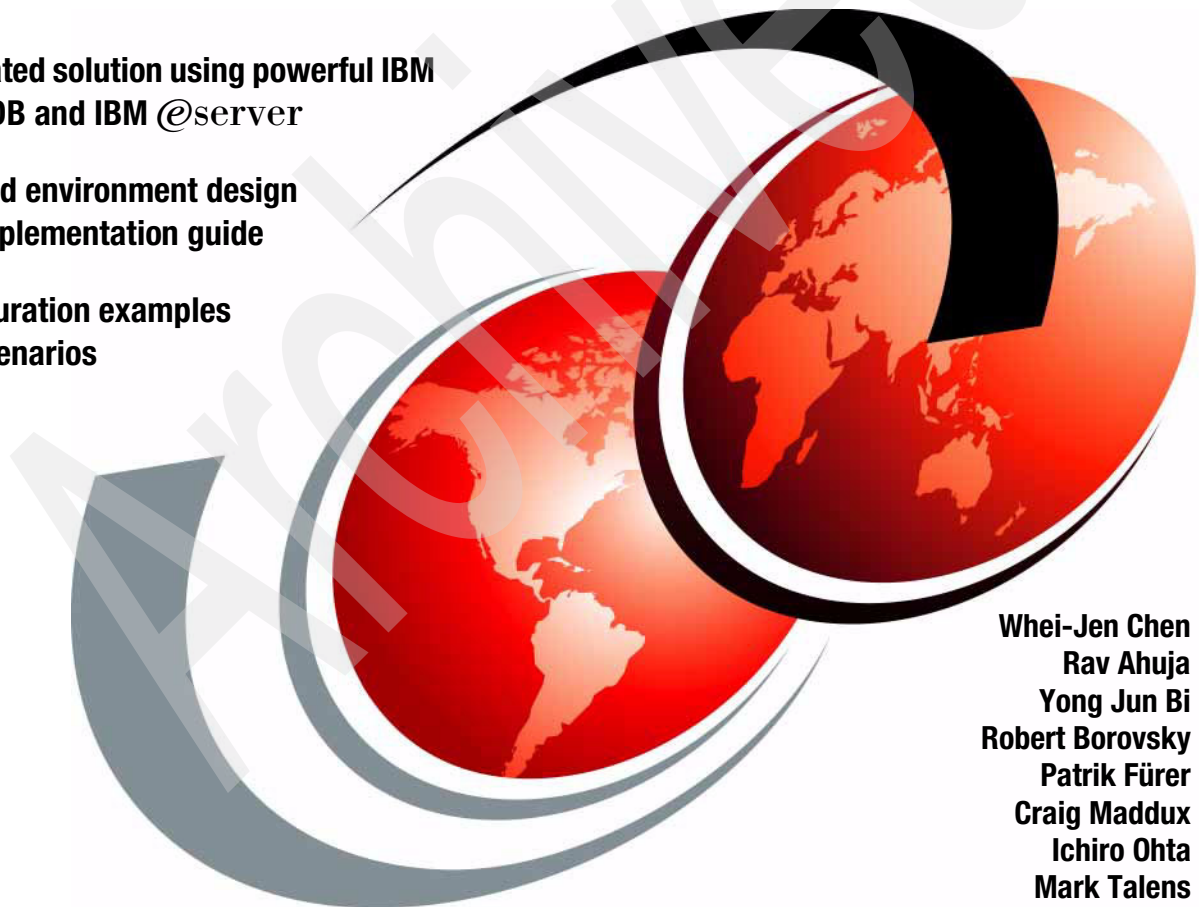 ated solution using powerful IBM
DB and IBM @server
d environment design
plementation guide
uration examples
enarios
Whei-Jen Chen
Rav Ahuja
Yong Jun Bi
Robert Borovsky
Patrik Fürer
Craig Maddux
Ichiro Ohta
Mark Talens
Archive